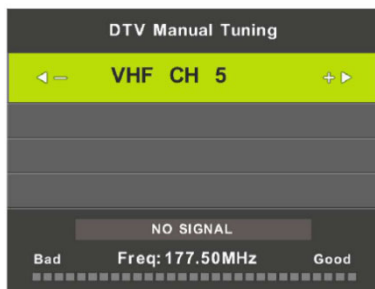 DTV Manual Tuning
VHF CH 5
NO SIGNAL
Bad Freq:177.50MHz Good